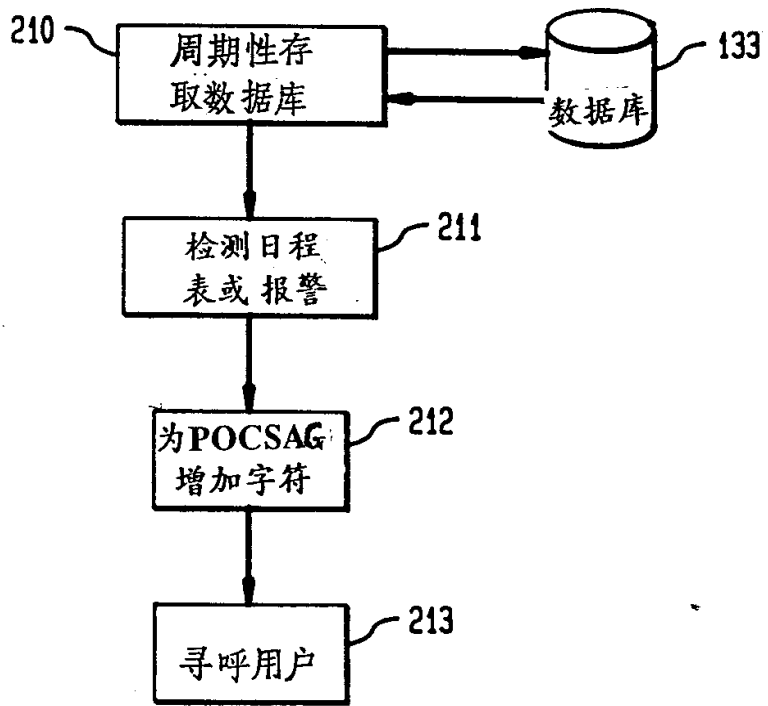 210
周期性存
取数据库
数据库
133
检测日程
表或报警
211
为POCSAG
增加字符
212
寻呼用户
213